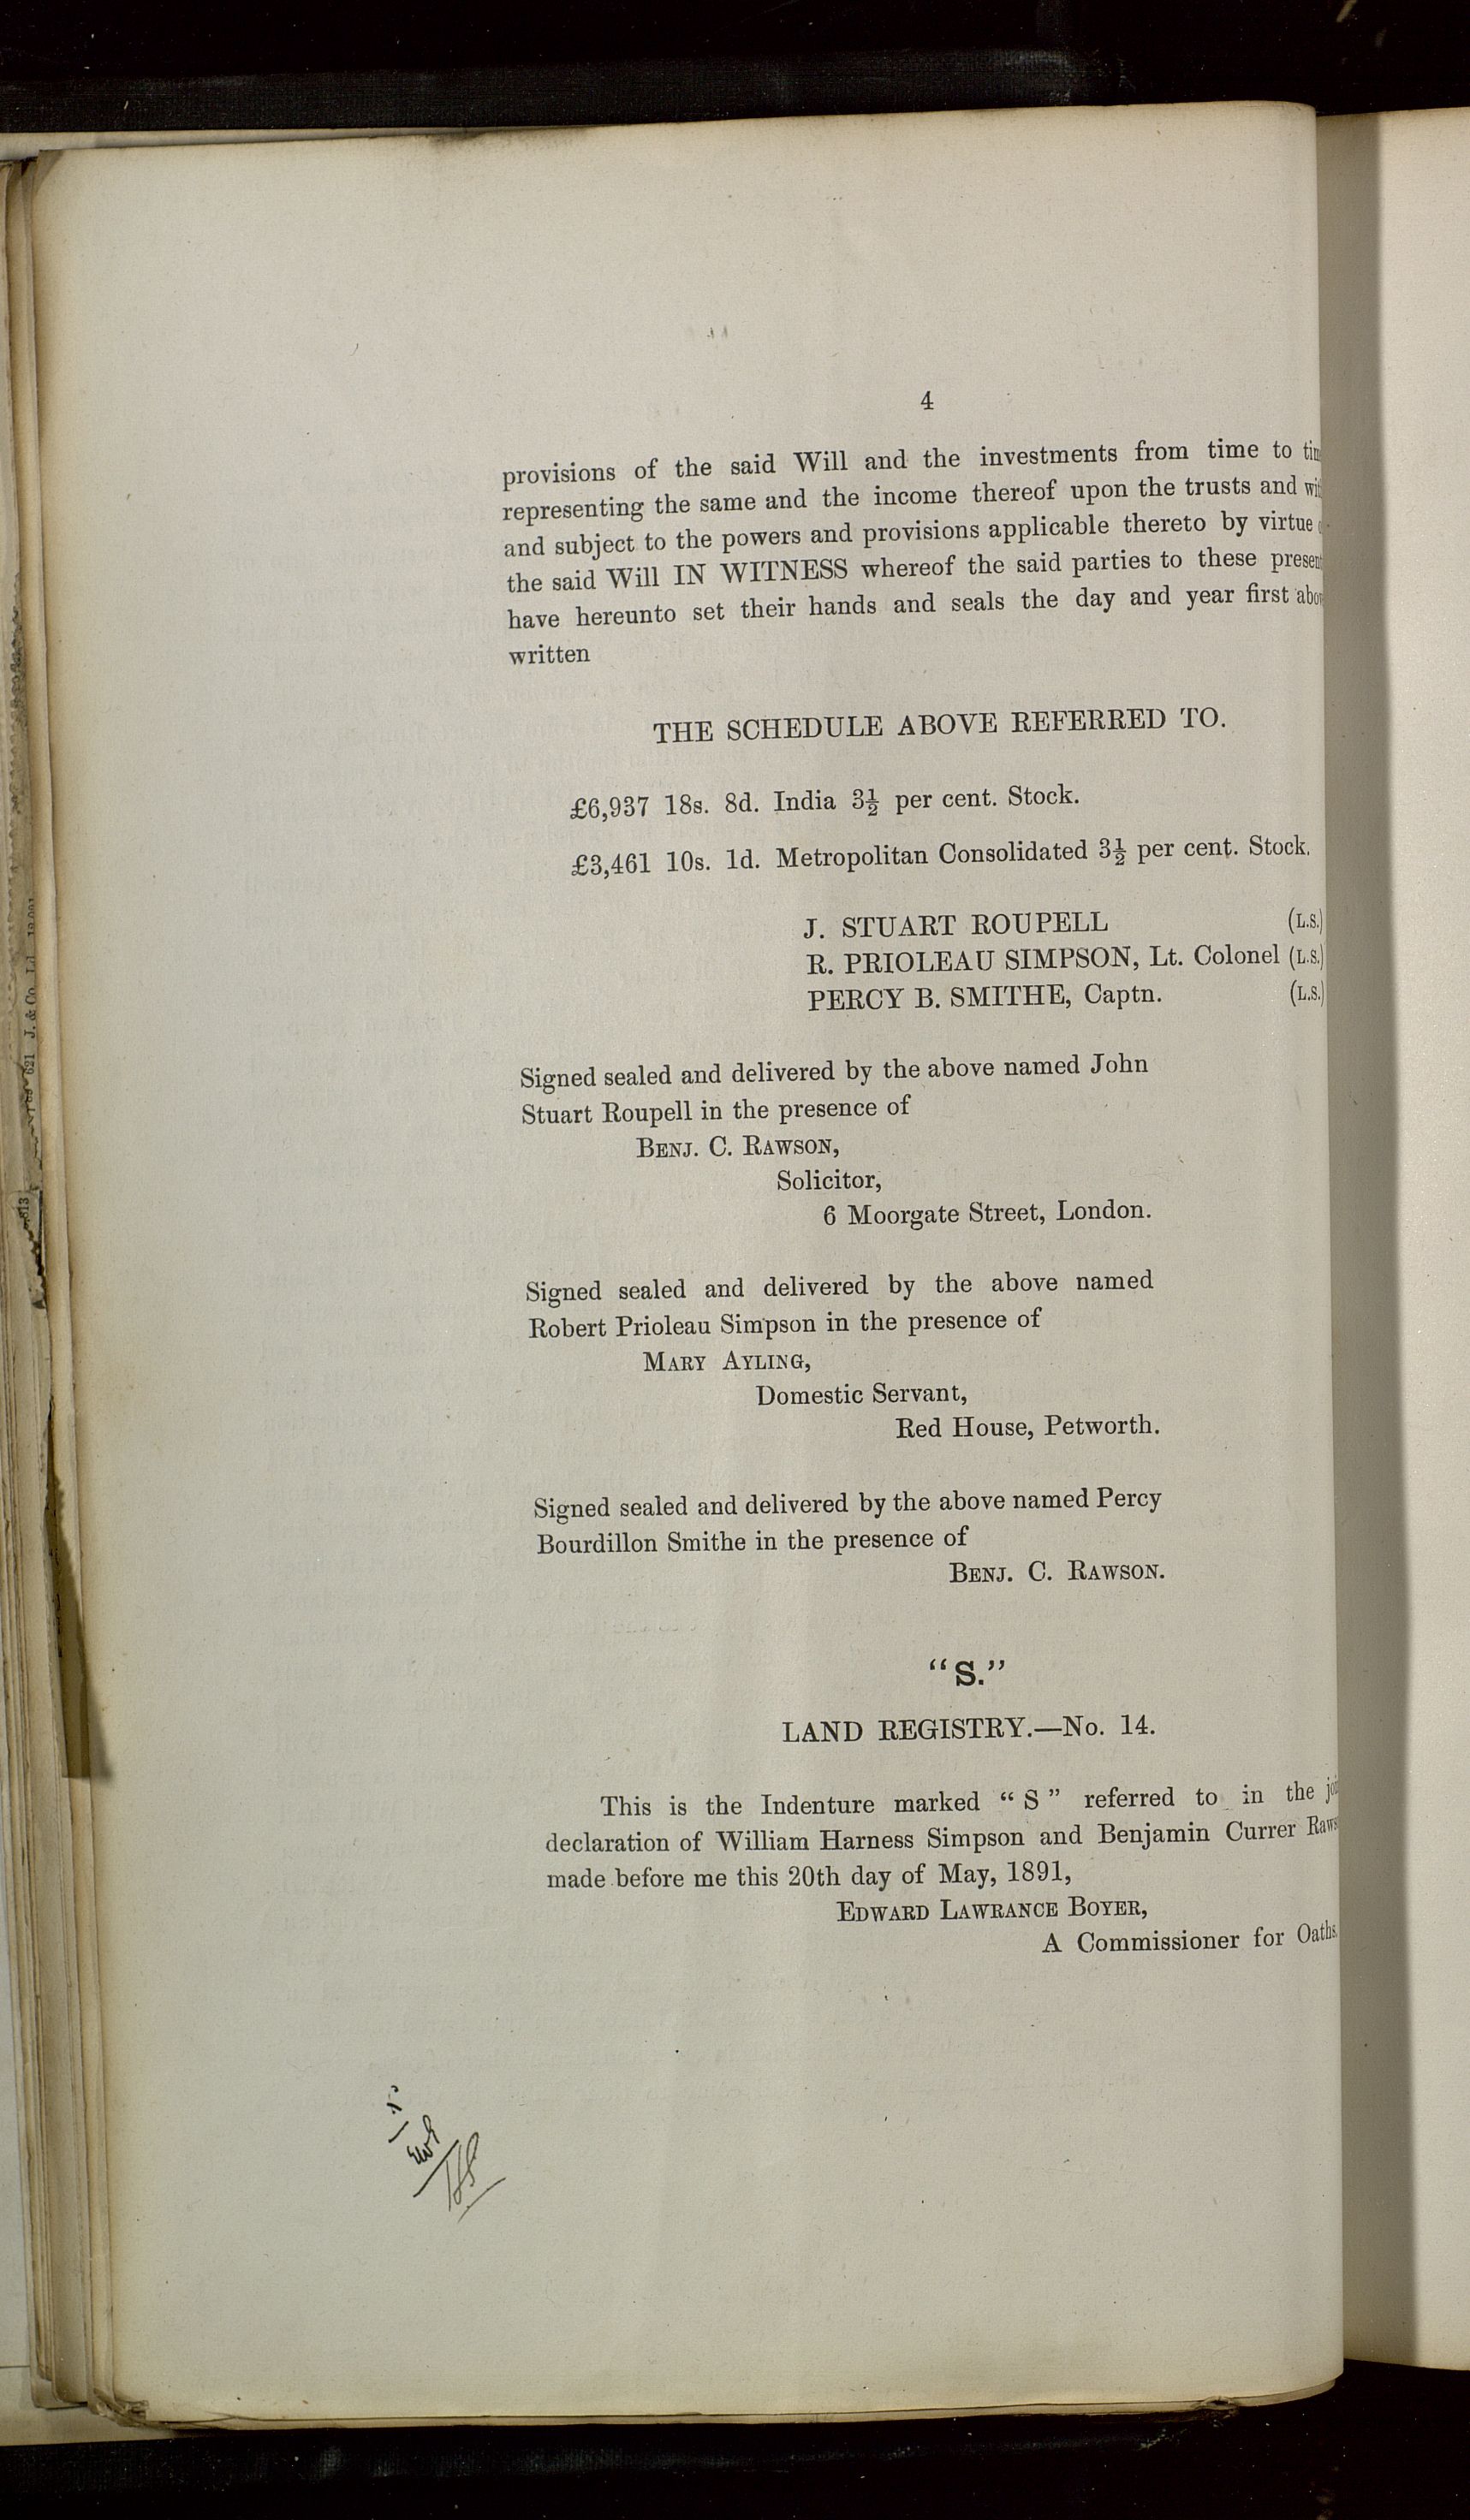 4
provisions of the said Will and the investments from time to tim
representing the same and the income thereof upon the trusts and wit
and subject to the powers and provisions applicable thereto by virtue
the said Will IN WITNESS whereof the said parties to these present
have hereunto set their hands and seals the day and year first abo
written
THE SCHEDULE ABOVE REFERRED TO.
£6,937 18s. 8d. India 3½ per cent. Stock.
£3,461 10s. 1d. Metropolitan Consolidated 3½ per cent. Stock.
J. STUART ROUPELL (L.S.)
R. PRIOLEAU SIMPSON, Lt. Colonel (L.S.)
PERCY B. SMITHE, Captn. (L.S.)
Signed sealed and delivered by the above named John
Stuart Roupell in the presence of
BENJ. C. RAWSON,
Solicitor,
6 Moorgate Street, London.
Signed sealed and delivered by the above named
Robert Prioleau Simpson in the presence of
MARY AYLING,
Domestic Servant,
Red House, Petworth.
Signed sealed and delivered by the above named Percy
Bourdillon Smithe in the presence of
BENJ. C. RAWSON.
"S."
LAND REGISTRY.—No. 14.
This is the Indenture marked "S" referred to in the joi
declaration of William Harness Simpson and Benjamin Currer Raws
made before me this 20th day of May, 1891,
EDWARD LAWRANCE BOYER,
A Commissioner for Oaths.